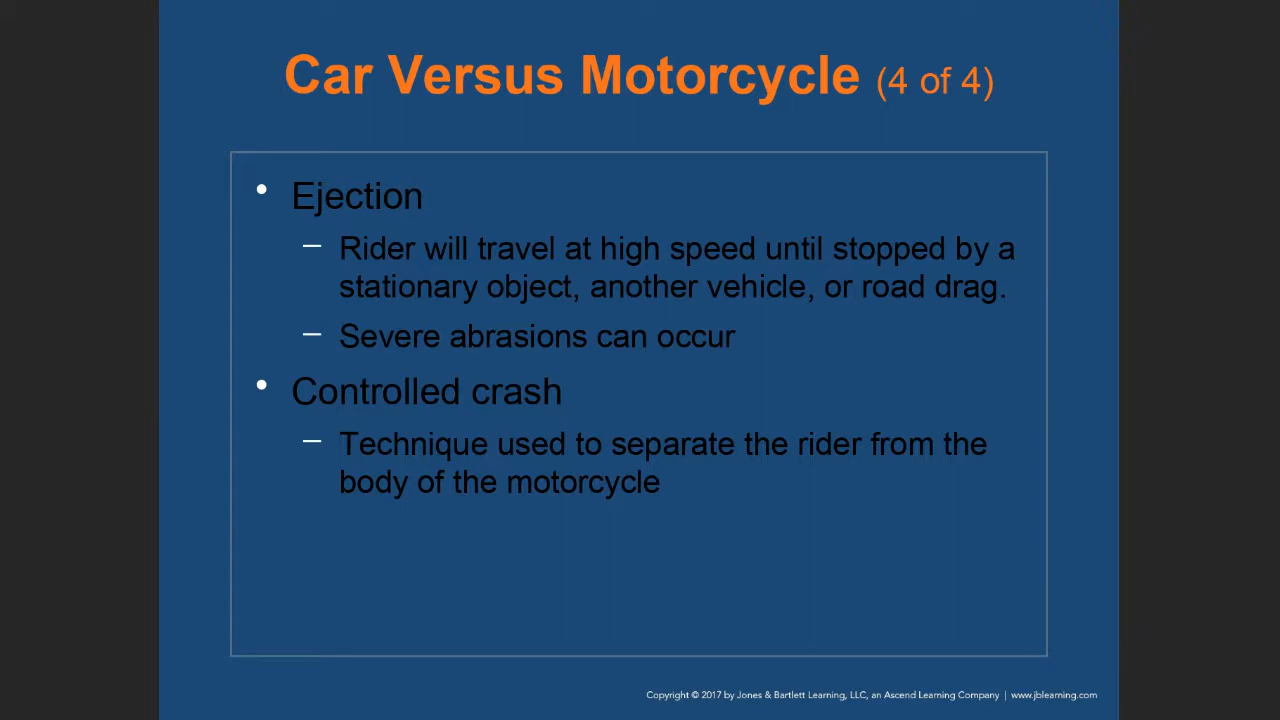 Car Versus Motorcycle (4 of 4)
• Ejection
– Rider will travel at high speed until stopped by a
stationary object, another vehicle, or road drag.
– Severe abrasions can occur
• Controlled crash
– Technique used to separate the rider from the
body of the motorcycle
Copyright © 2017 by Jones & Bartlett Learning, LLC, an Ascend Learning Company | www.jblearning.com